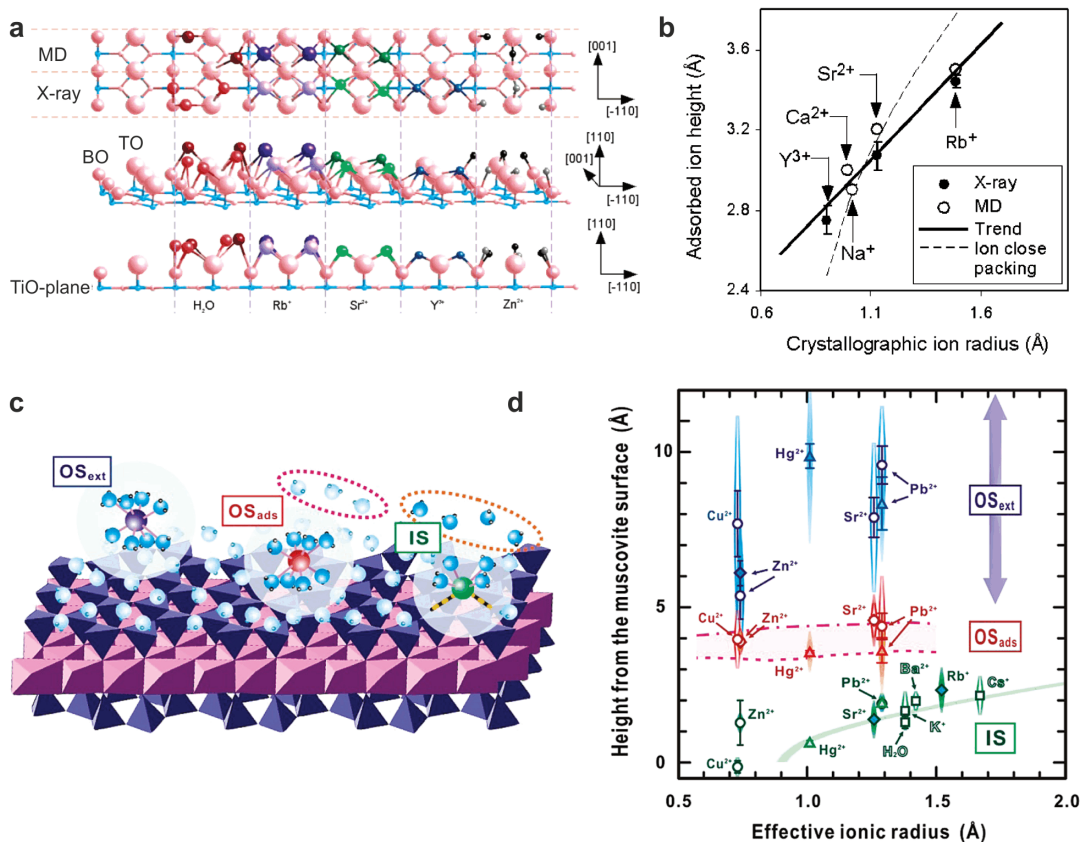 a
MD
X-ray
[001]
[-110]
BO
TO
[110]
[001]
[-110]
[110]
[-110]
TiO-plane
H₂O
Rb⁺
Sr²⁺
Y³⁺
Zn²⁺
b
Adsorbed ion height (Å)
3.6
3.2
2.8
2.4
0.6
1.1
1.6
Crystallographic ion radius (Å)
Sr²⁺
Ca²⁺
Y³⁺
Na⁺
Rb⁺
X-ray
MD
Trend
Ion close
packing
c
OSext
OSads
IS
d
Height from the muscovite surface (Å)
10
5
0
0.5
1.0
1.5
2.0
Effective ionic radius (Å)
Hg²⁺
Pb²⁺
Cu²⁺
Sr²⁺
Zn²⁺
OSext
Cu²⁺
Zn²⁺
Sr²⁺
Pb²⁺
Hg²⁺
OSads
Pb²⁺
Ba²⁺
Rb⁺
Cs⁺
Zn²⁺
Sr²⁺
K⁺
H₂O
Hg²⁺
Cu²⁺
IS